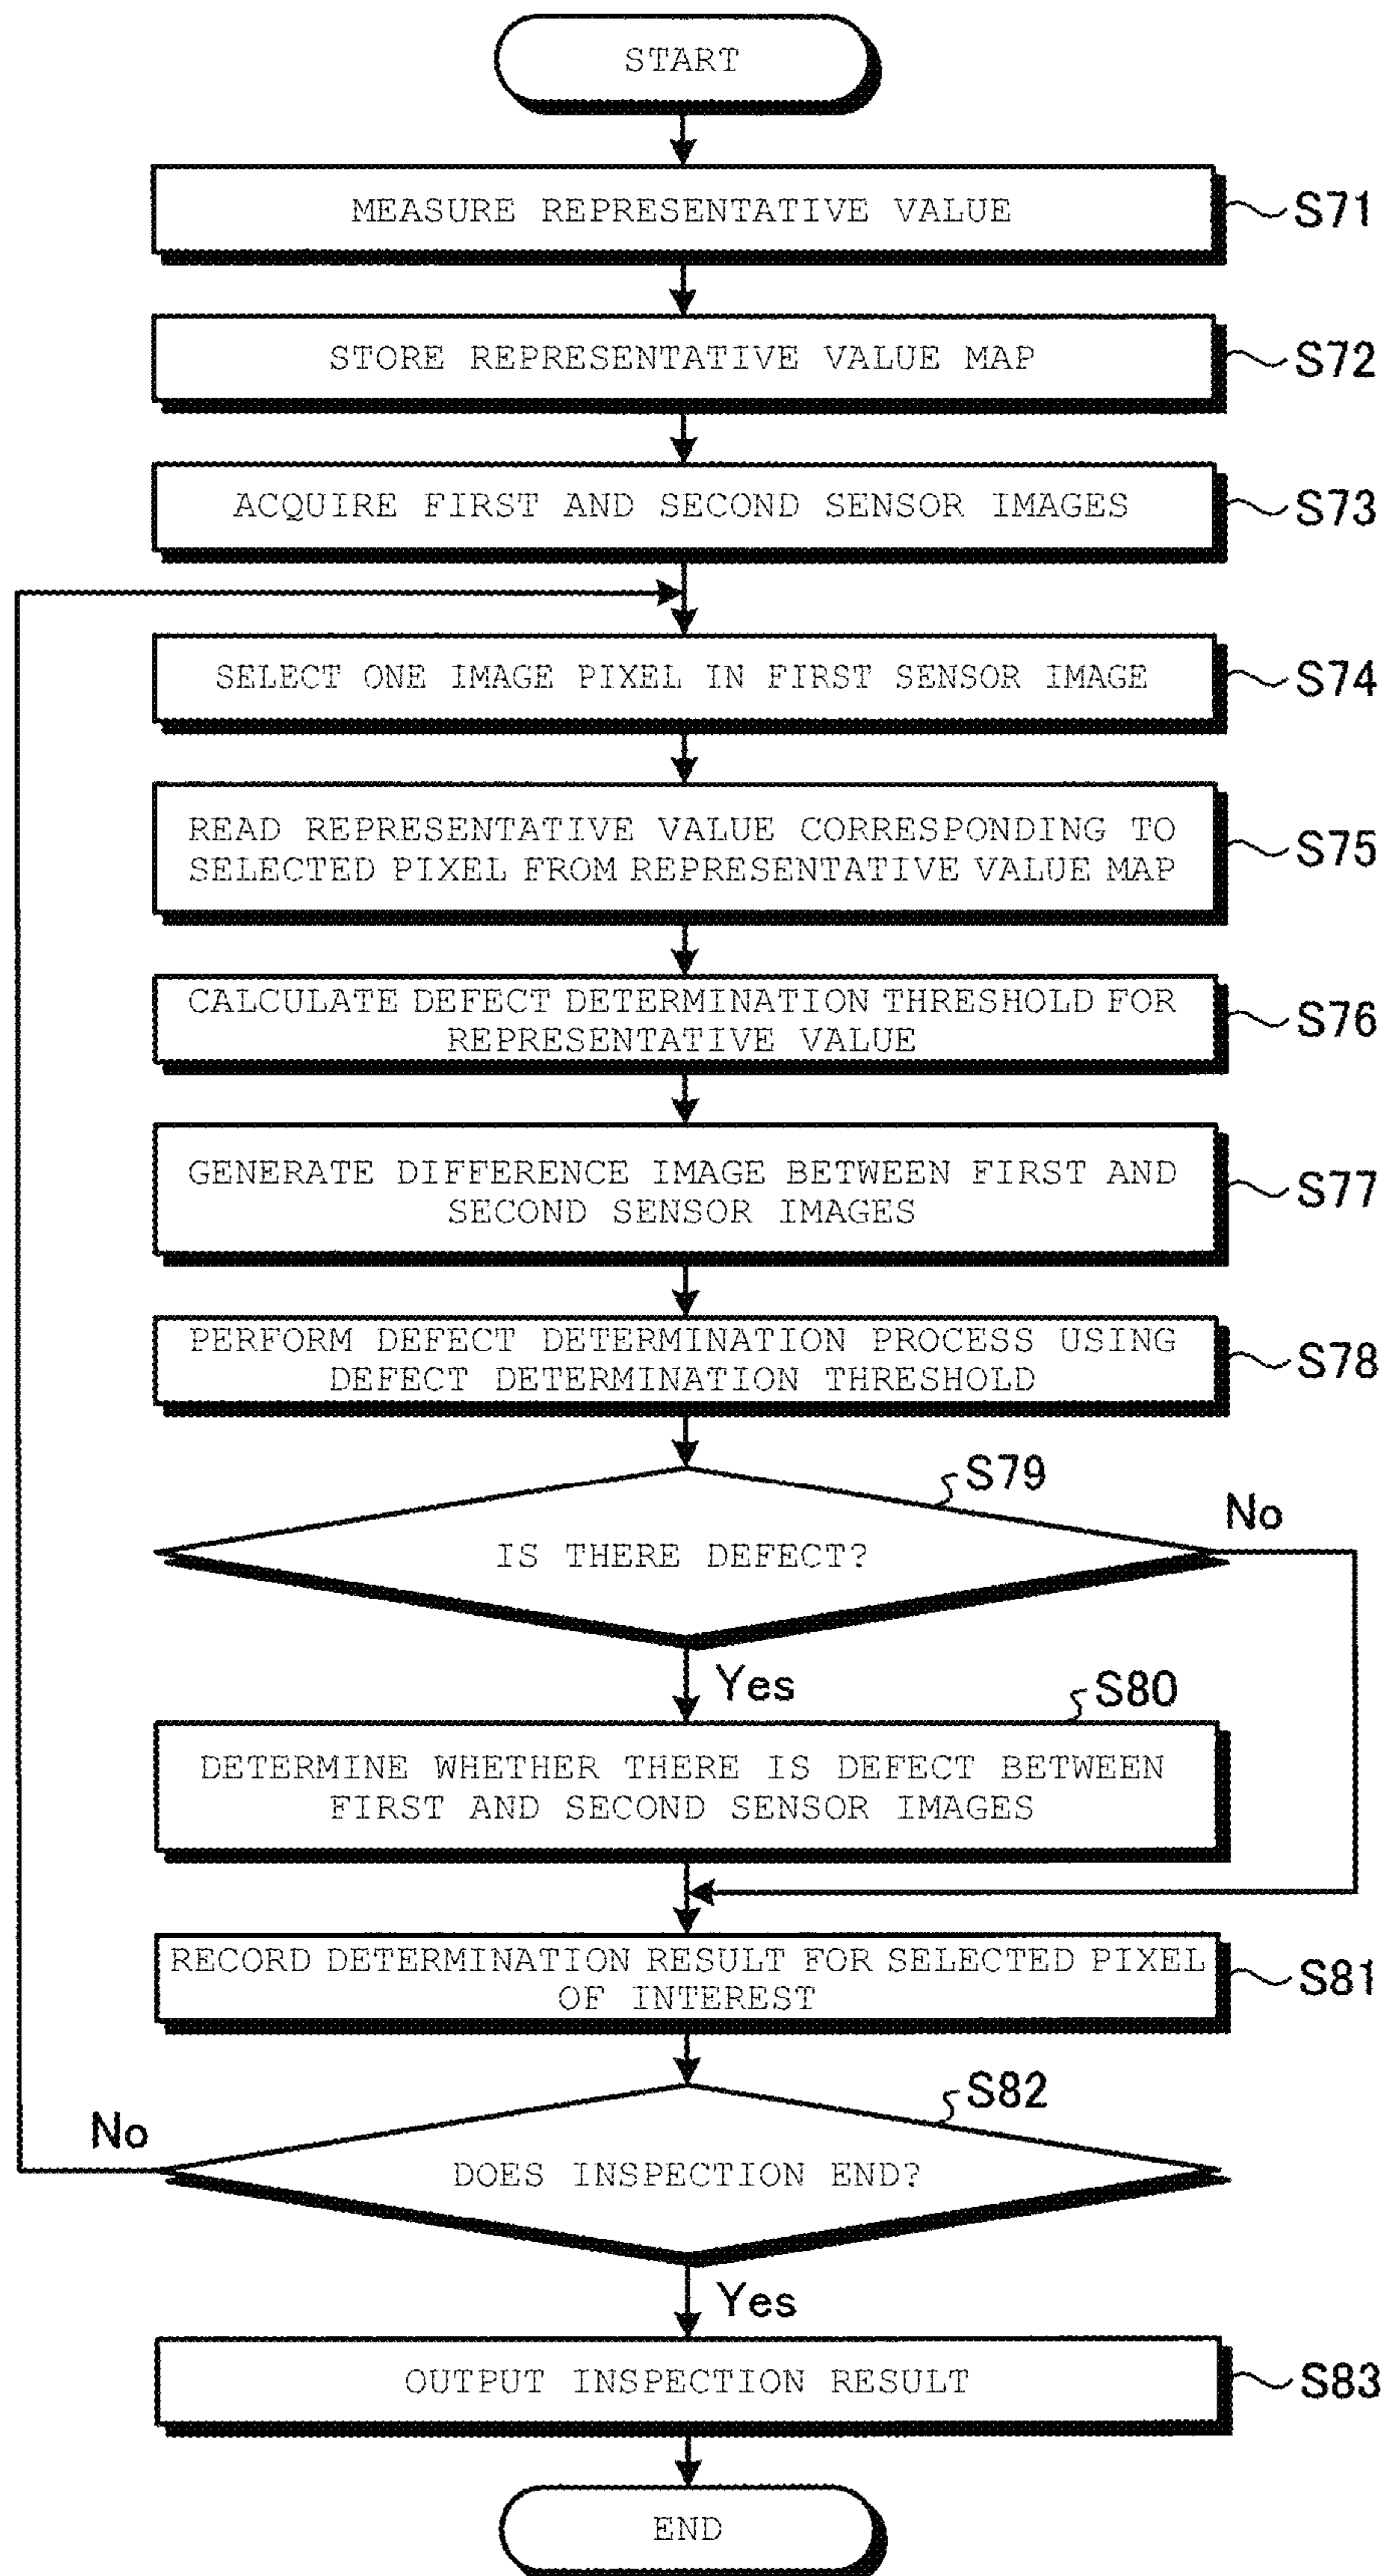 START
MEASURE REPRESENTATIVE VALUE
S71
STORE REPRESENTATIVE VALUE MAP
S72
ACQUIRE FIRST AND SECOND SENSOR IMAGES
S73
SELECT ONE IMAGE PIXEL IN FIRST SENSOR IMAGE
S74
READ REPRESENTATIVE VALUE CORRESPONDING TO
SELECTED PIXEL FROM REPRESENTATIVE VALUE MAP
S75
CALCULATE DEFECT DETERMINATION THRESHOLD FOR
REPRESENTATIVE VALUE
S76
GENERATE DIFFERENCE IMAGE BETWEEN FIRST AND
SECOND SENSOR IMAGES
S77
PERFORM DEFECT DETERMINATION PROCESS USING
DEFECT DETERMINATION THRESHOLD
S78
S79
No
IS THERE DEFECT?
Yes
S80
DETERMINE WHETHER THERE IS DEFECT BETWEEN
FIRST AND SECOND SENSOR IMAGES
RECORD DETERMINATION RESULT FOR SELECTED PIXEL
OF INTEREST
S81
S82
No
DOES INSPECTION END?
Yes
OUTPUT INSPECTION RESULT
S83
END